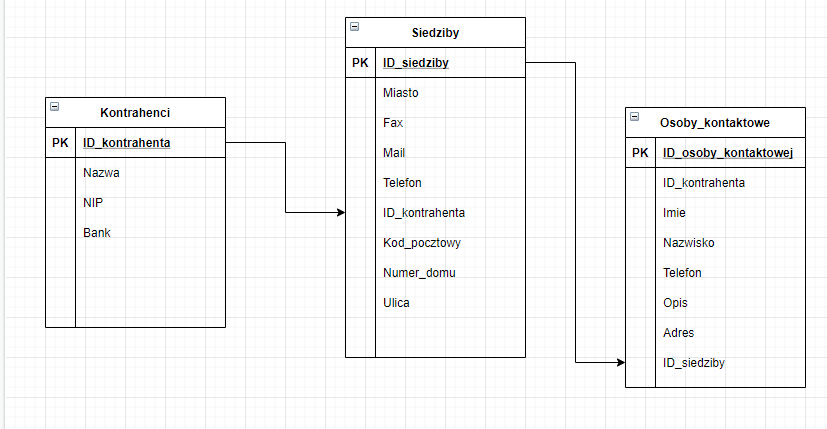 Kontrahenci
PK ID_kontrahenta
Nazwa
NIP
Bank
Siedziby
PK ID_siedziby
Miasto
Fax
Mail
Telefon
ID_kontrahenta
Kod_pocztowy
Numer_domu
Ulica
Osoby_kontaktowe
PK ID_osoby_kontaktowej
ID_kontrahenta
Imie
Nazwisko
Telefon
Opis
Adres
ID_siedziby